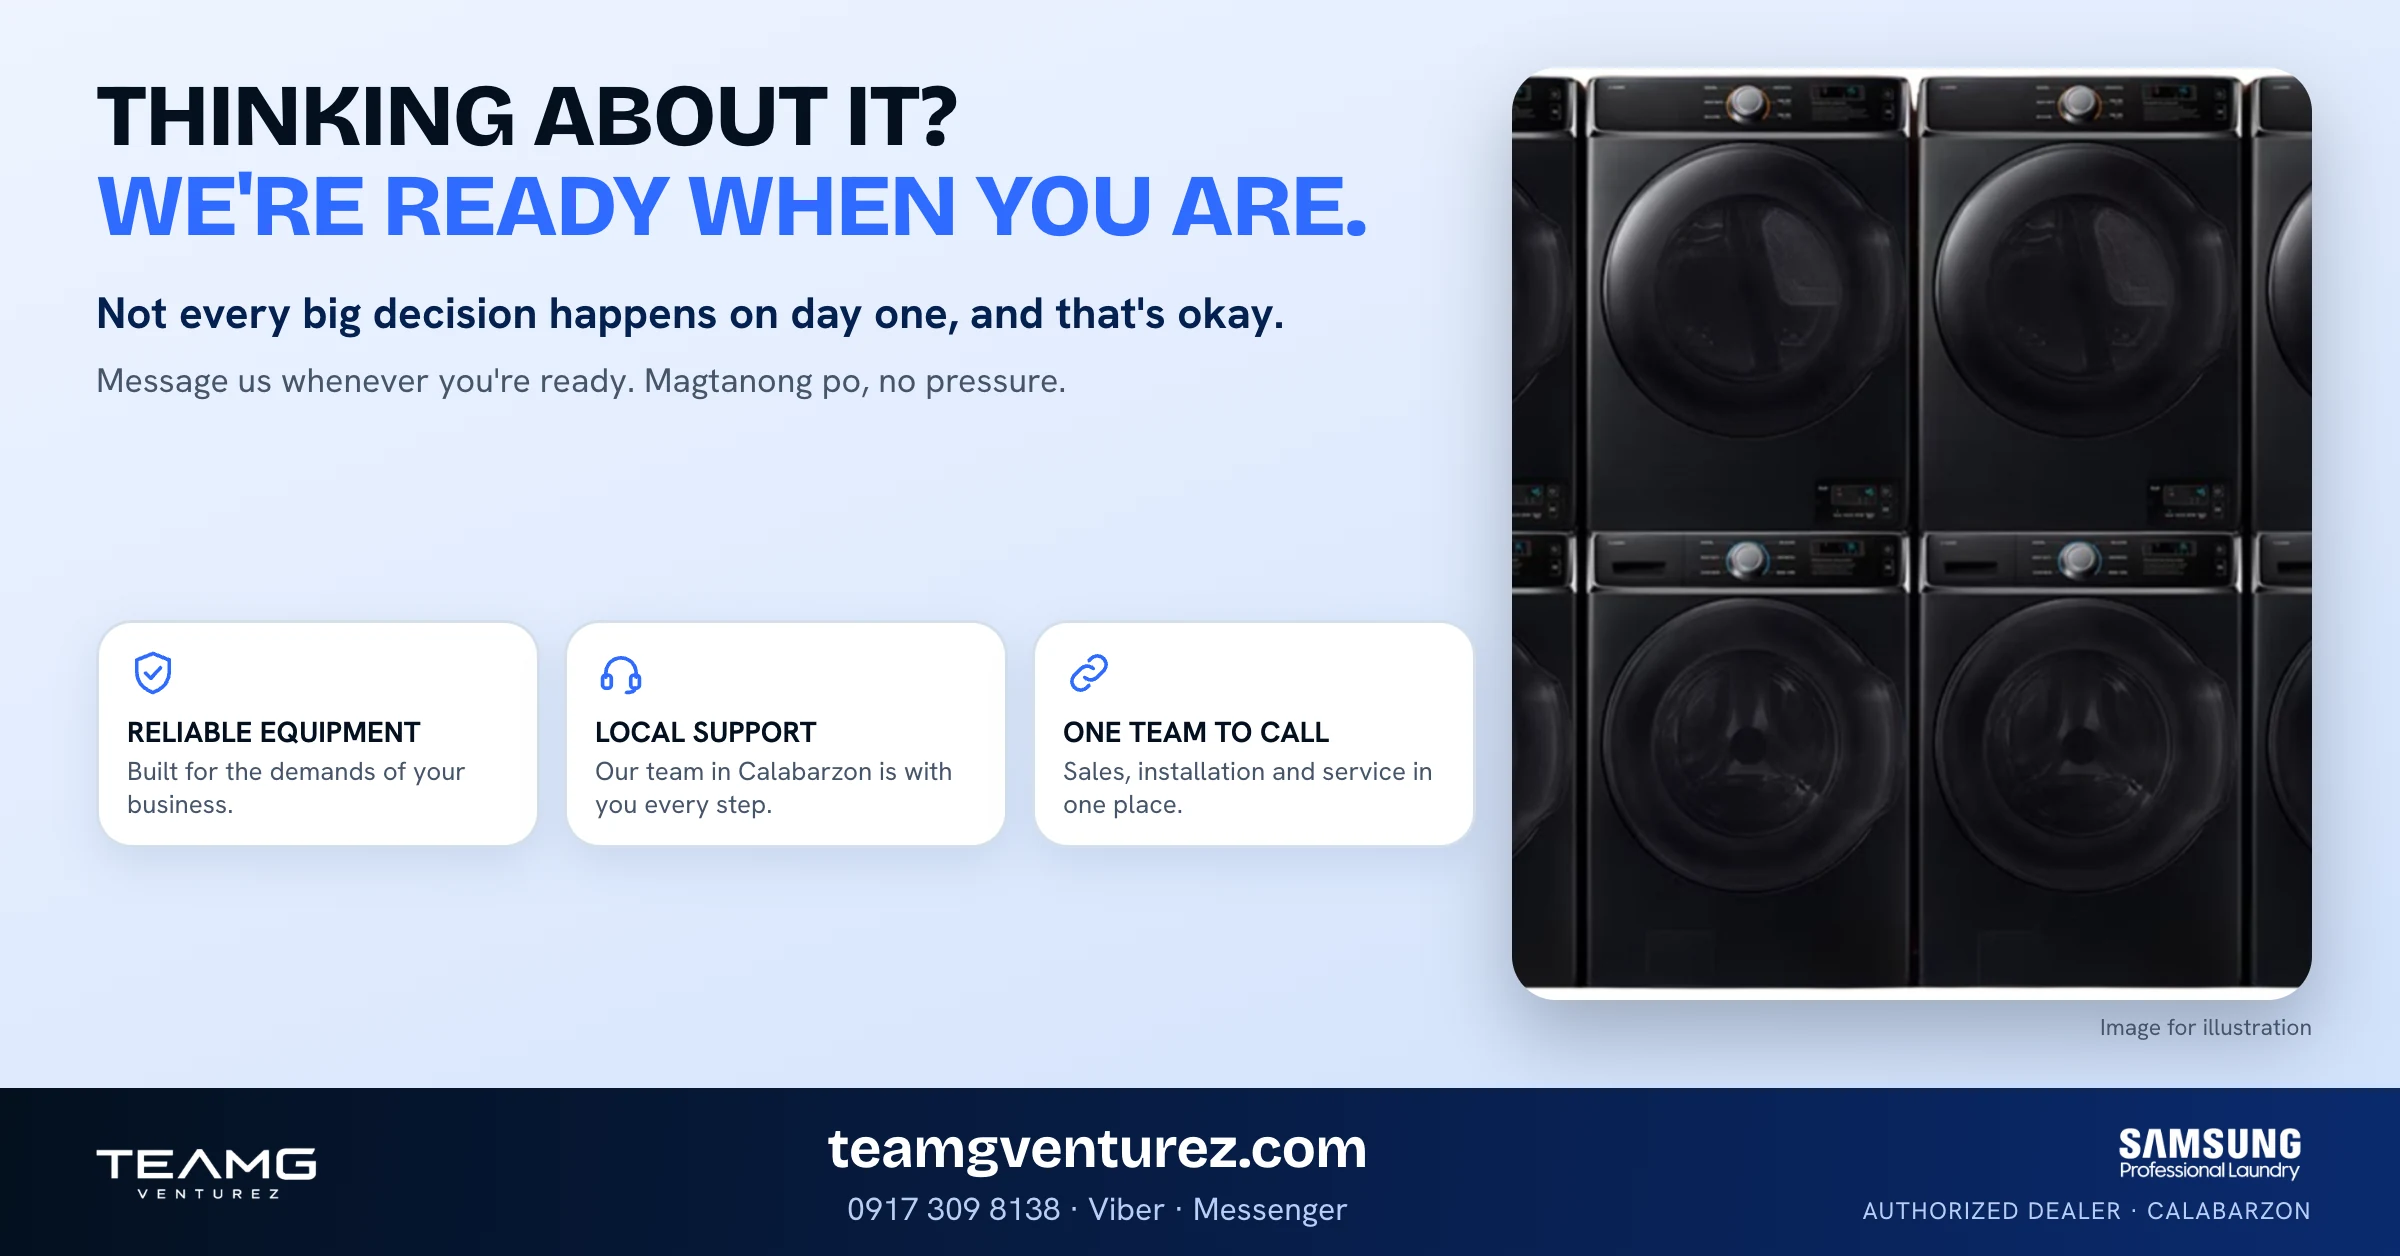 THINKING ABOUT IT?
WE'RE READY WHEN YOU ARE.
Not every big decision happens on day one, and that's okay.
Message us whenever you're ready. Magtanong po, no pressure.
RELIABLE EQUIPMENT
Built for the demands of your
business.
LOCAL SUPPORT
Our team in Calabarzon is with
you every step.
ONE TEAM TO CALL
Sales, installation and service in
one place.
Image for illustration
TEAMG
VENTUREZ
teamgventurez.com
0917 309 8138 · Viber · Messenger
SAMSUNG
Professional Laundry
AUTHORIZED DEALER · CALABARZON